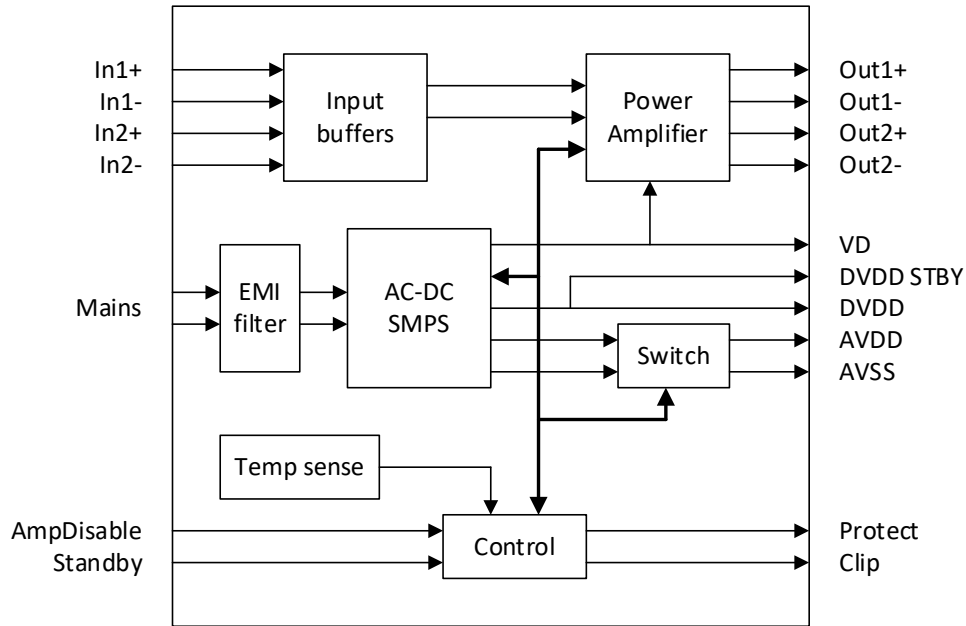 In1+
In1-
In2+
In2-
Input
buffers
Power
Amplifier
Out1+
Out1-
Out2+
Out2-
Mains
EMI
filter
AC-DC
SMPS
Switch
VD
DVDD STBY
DVDD
AVDD
AVSS
Temp sense
AmpDisable
Standby
Control
Protect
Clip